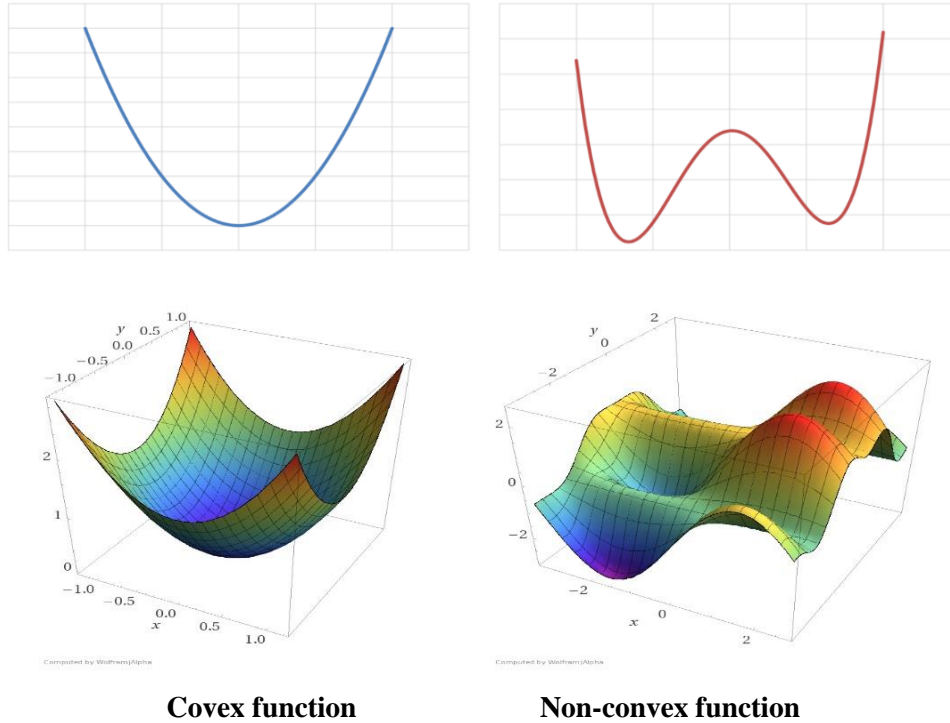 1.0
y
0.5
0.0
−0.5
−1.0
2
1
0
−1.0
−0.5
0.0
x
0.5
1.0
Computed by Wolfram|Alpha
2
y
0
−2
2
0
−2
−2
0
x
2
Computed by Wolfram|Alpha
Covex function
Non-convex function